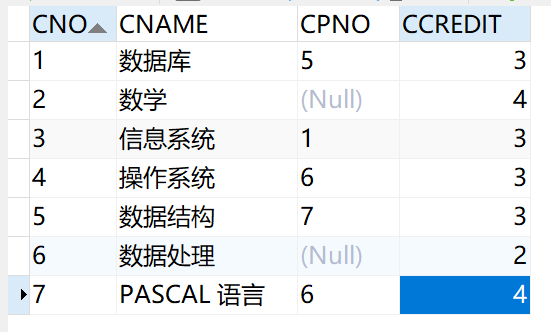 CNO CNAME CPNO CCREDIT
1 数据库 5 3
2 数学 (Null) 4
3 信息系统 1 3
4 操作系统 6 3
5 数据结构 7 3
6 数据处理 (Null) 2
7 PASCAL 语言 6 4